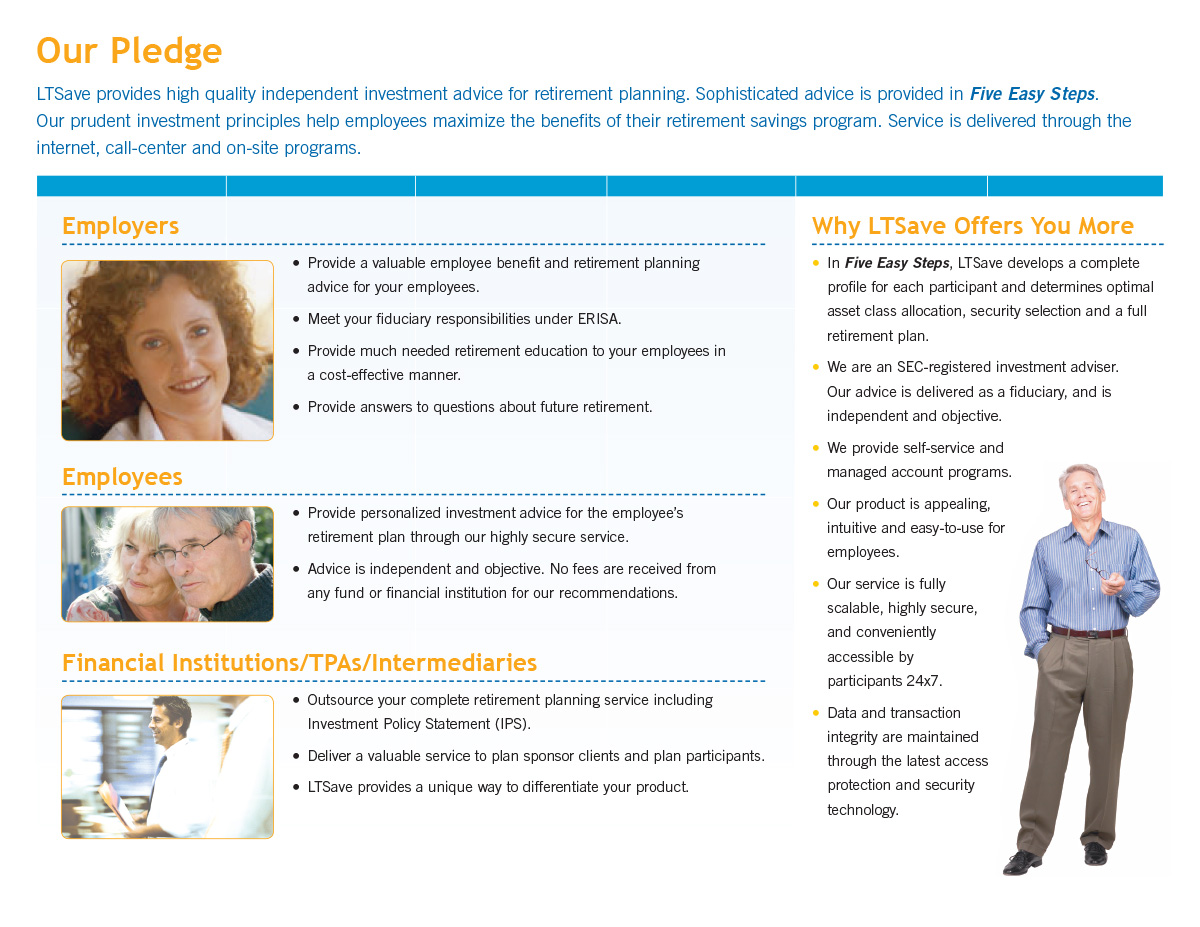 Our Pledge
LTSave provides high quality independent investment advice for retirement planning. Sophisticated advice is provided in Five Easy Steps.
Our prudent investment principles help employees maximize the benefits of their retirement savings program. Service is delivered through the
internet, call-center and on-site programs.
Employers
• Provide a valuable employee benefit and retirement planning
advice for your employees.
• Meet your fiduciary responsibilities under ERISA.
• Provide much needed retirement education to your employees in
a cost-effective manner.
• Provide answers to questions about future retirement.
Employees
• Provide personalized investment advice for the employee's
retirement plan through our highly secure service.
• Advice is independent and objective. No fees are received from
any fund or financial institution for our recommendations.
Financial Institutions/TPAs/Intermediaries
• Outsource your complete retirement planning service including
Investment Policy Statement (IPS).
• Deliver a valuable service to plan sponsor clients and plan participants.
• LTSave provides a unique way to differentiate your product.
Why LTSave Offers You More
• In Five Easy Steps, LTSave develops a complete
profile for each participant and determines optimal
asset class allocation, security selection and a full
retirement plan.
• We are an SEC-registered investment adviser.
Our advice is delivered as a fiduciary, and is
independent and objective.
• We provide self-service and
managed account programs.
• Our product is appealing,
intuitive and easy-to-use for
employees.
• Our service is fully
scalable, highly secure,
and conveniently
accessible by
participants 24x7.
• Data and transaction
integrity are maintained
through the latest access
protection and security
technology.